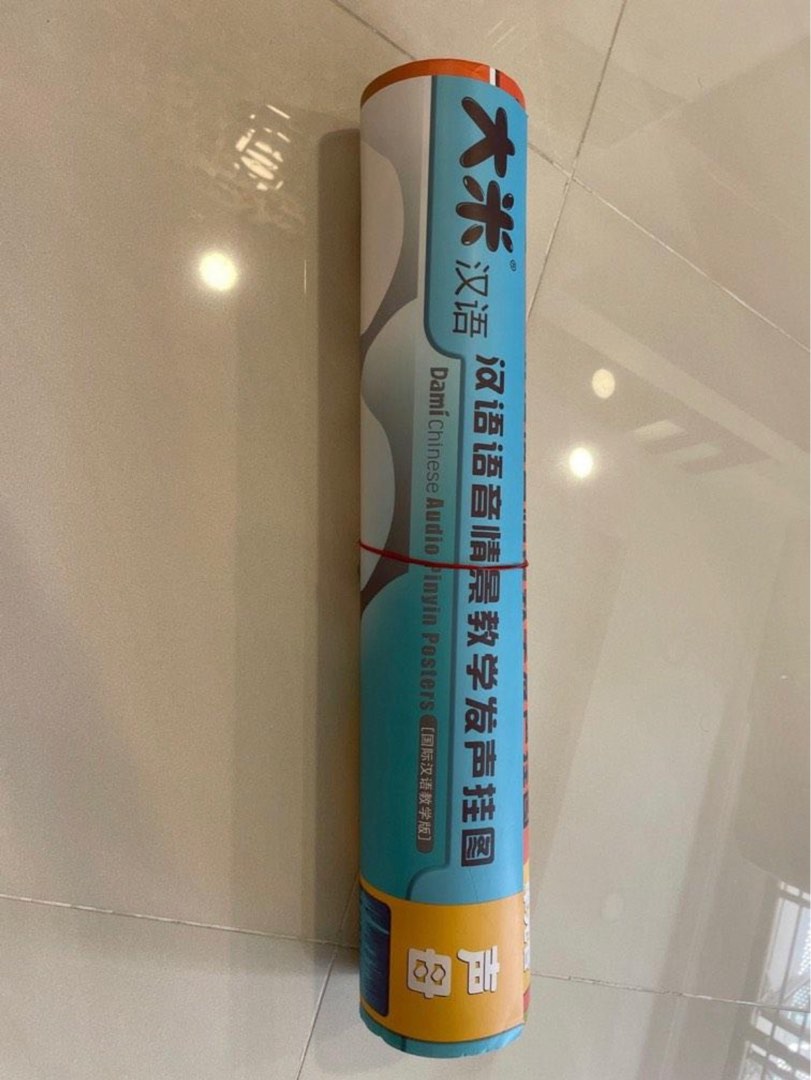 大米®
汉语
汉语语音情景教学发声挂图
Dami Chinese Audio Pinyin Posters [国际汉语教学版]
声母